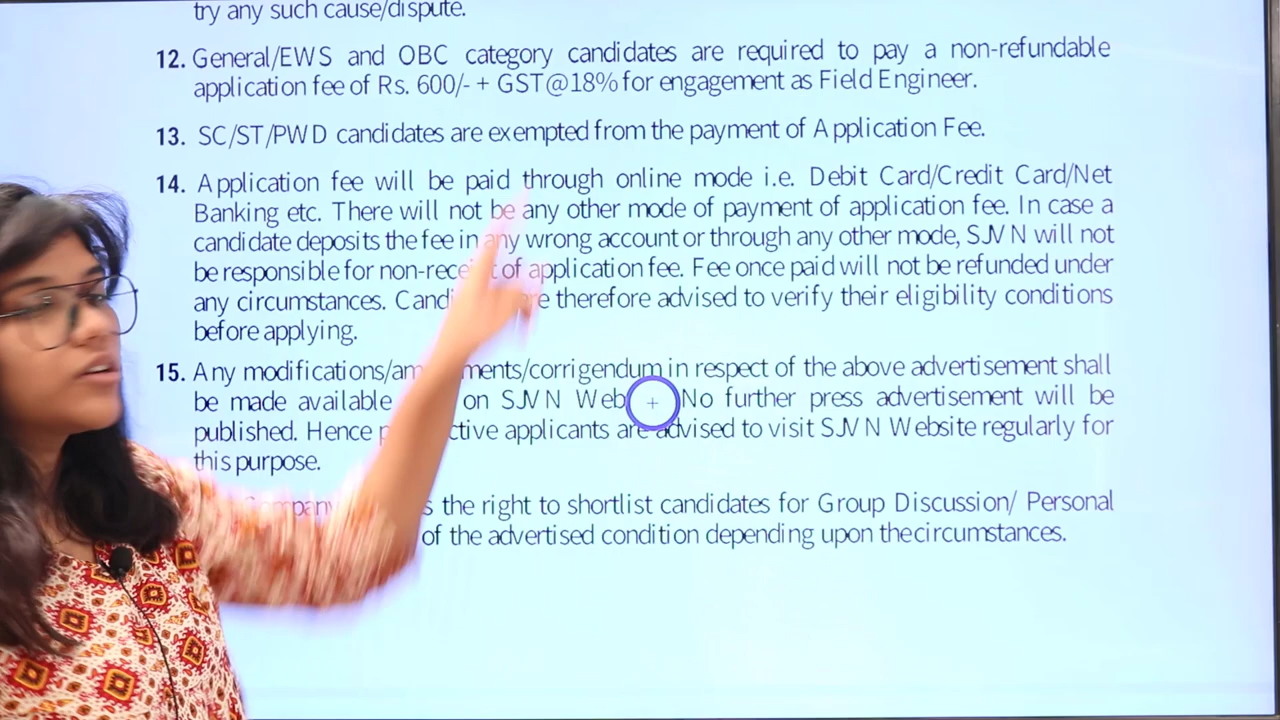 try any such cause/dispute.
12. General/EWS and OBC category candidates are required to pay a non-refundable
application fee of Rs. 600/- + GST@18% for engagement as Field Engineer.
13. SC/ST/PWD candidates are exempted from the payment of Application Fee.
14. Application fee will be paid through online mode i.e. Debit Card/Credit Card/Net
Banking etc. There will not be any other mode of payment of application fee. In case a
candidate deposits the fee in any wrong account or through any other mode, SJVN will not
be responsible for non-receipt of application fee. Fee once paid will not be refunded under
any circumstances. are therefore advised to verify their eligibility conditions
before applying.
15. Any in respect of the above advertisement shall
be made available on SJVN No further press advertisement will be
published. Hence applicants are advised to visit SJVN Website regularly for
this purpose.
the right to shortlist candidates for Group Discussion/ Personal
of the advertised condition depending upon thecircumstances.